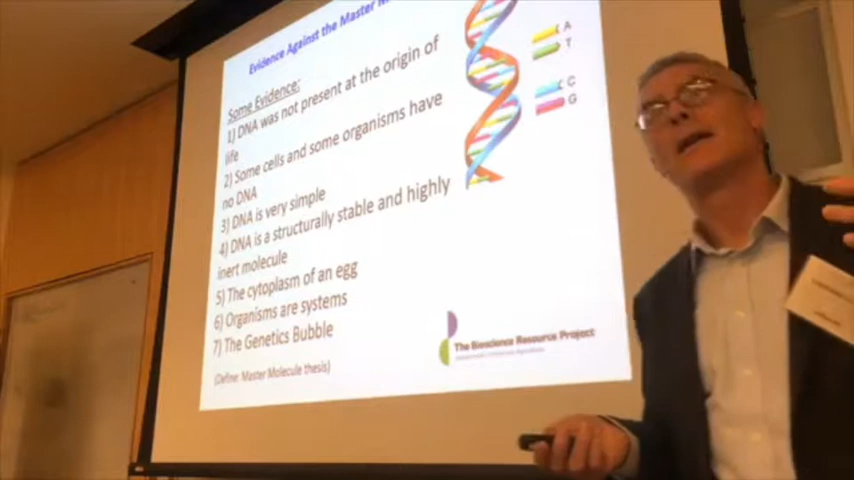 Evidence Against the Master
Some Evidence:
1) DNA was not present at the origin of
life
2) Some cells and some organisms have
no DNA
3) DNA is very simple
4) DNA is a structurally stable and highly
inert molecule
5) The cytoplasm of an egg
6) Organisms are systems
7) The Genetics Bubble
(Define: Master Molecule thesis)
A
T
C
G
The Bioscience Resource Project